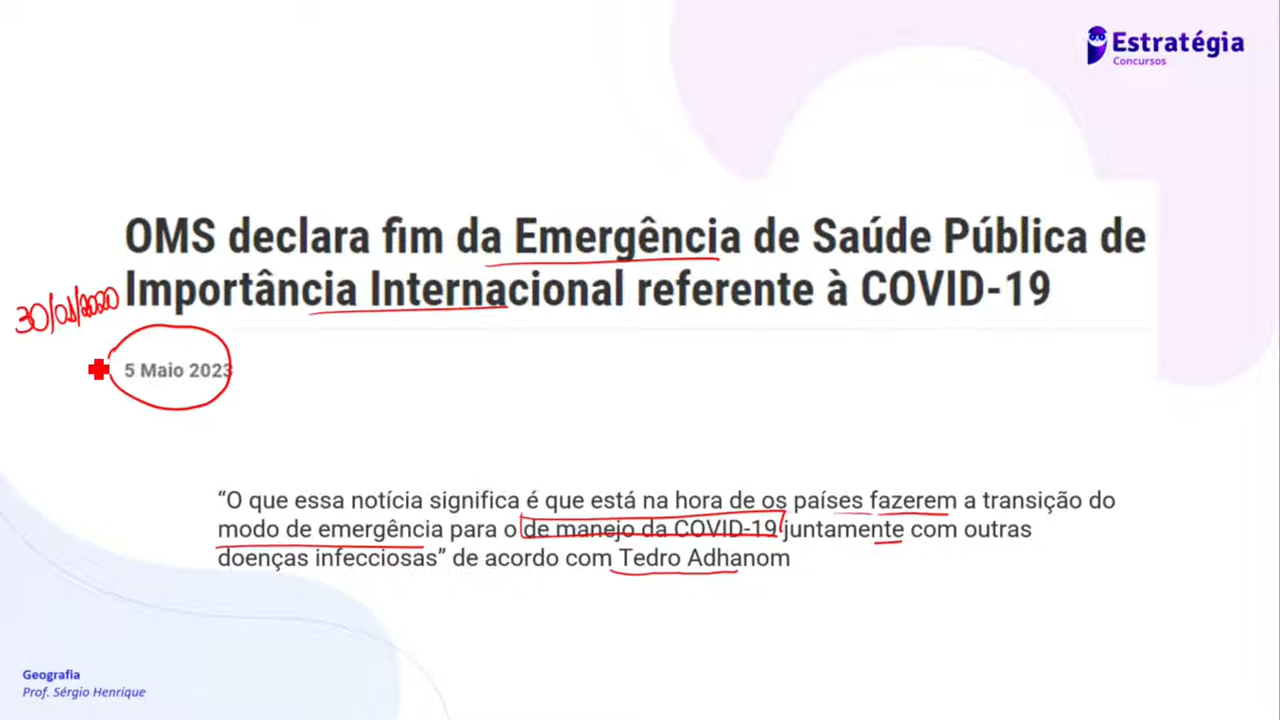 Estratégia
Concursos
OMS declara fim da Emergência de Saúde Pública de
Importância Internacional referente à COVID-19
30/01/2020
5 Maio 2023
“O que essa notícia significa é que está na hora de os países fazerem a transição do
modo de emergência para o de manejo da COVID-19 juntamente com outras
doenças infecciosas” de acordo com Tedro Adhanom
Geografia
Prof. Sérgio Henrique